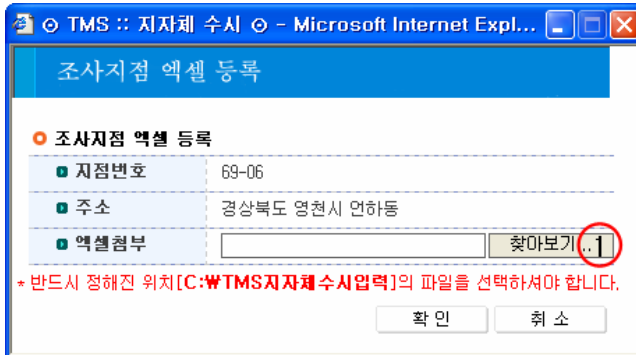 ⊙ TMS :: 지자체 수시 ⊙ - Microsoft Internet Expl...
조사지점 엑셀 등록
조사지점 엑셀 등록
지점번호 69-06
주소 경상북도 영천시 언하동
엑셀첨부 찾아보기... 1
* 반드시 정해진 위치[C:₩TMS지자체수시입력]의 파일을 선택하셔야 합니다.
확 인 취 소